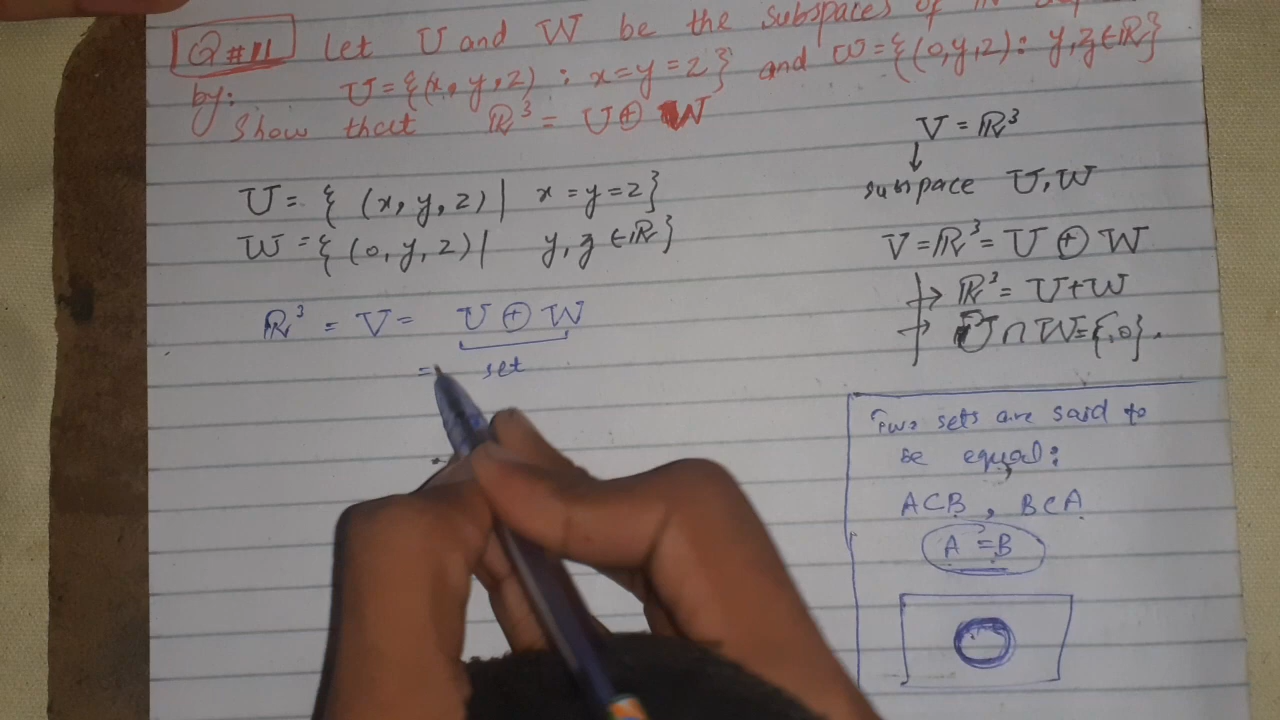 Q#11 Let U and W be the subspaces of
by: U={(x,y,z) : x=y=z} and W={(0,y,z): y,z∈ℝ}
Show that ℝ³ = U⊕W
V = ℝ³
↓
subspace U,W
U={ (x,y,z) | x=y=z}
W={ (0,y,z) | y,z∈ℝ}
V=ℝ³=U⊕W
→ ℝ³=U+W
→ U∩W={0}.
ℝ³ = V = U⊕W
= set
Two sets are said to
be equal:
A⊂B, B⊂A
A=B